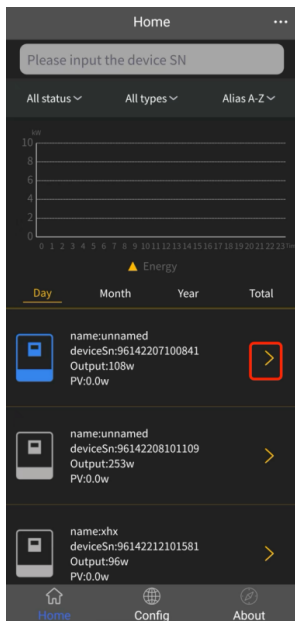 Home
Please input the device SN
All status
All types
Alias A-Z
kW
10
8
6
4
2
0
0 1 2 3 4 5 6 7 8 9 10 11 12 13 14 15 16 17 18 19 20 21 22 23 Time
Energy
Day Month Year Total
name:unnamed
deviceSn:96142207100841
Output:108w
PV:0.0w
name:unnamed
deviceSn:96142208101109
Output:253w
PV:0.0w
name:xhx
deviceSn:96142212101581
Output:96w
PV:0.0w
Home Config About